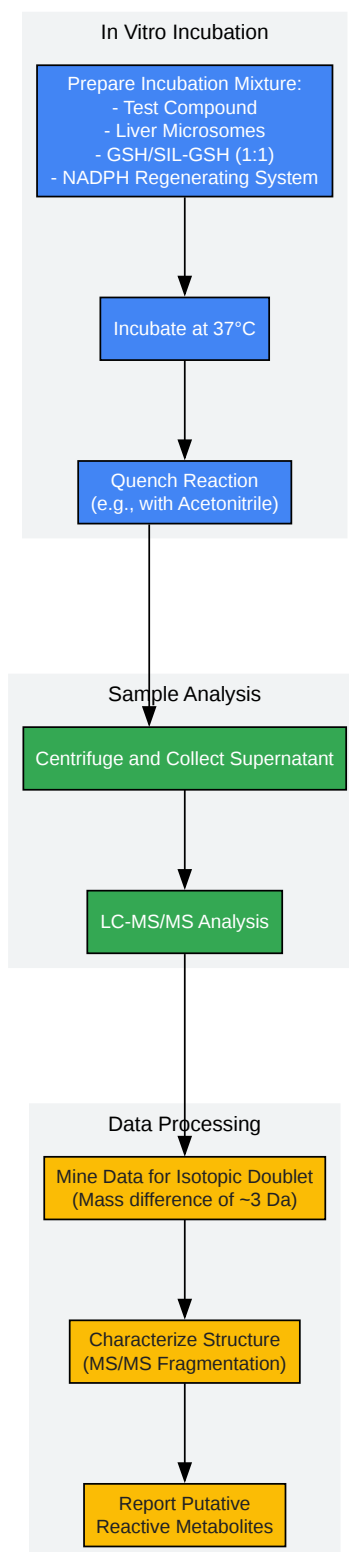 In Vitro Incubation
Prepare Incubation Mixture:
- Test Compound
- Liver Microsomes
- GSH/SIL-GSH (1:1)
- NADPH Regenerating System
Incubate at 37°C
Quench Reaction
(e.g., with Acetonitrile)
Sample Analysis
Centrifuge and Collect Supernatant
LC-MS/MS Analysis
Data Processing
Mine Data for Isotopic Doublet
(Mass difference of ~3 Da)
Characterize Structure
(MS/MS Fragmentation)
Report Putative
Reactive Metabolites